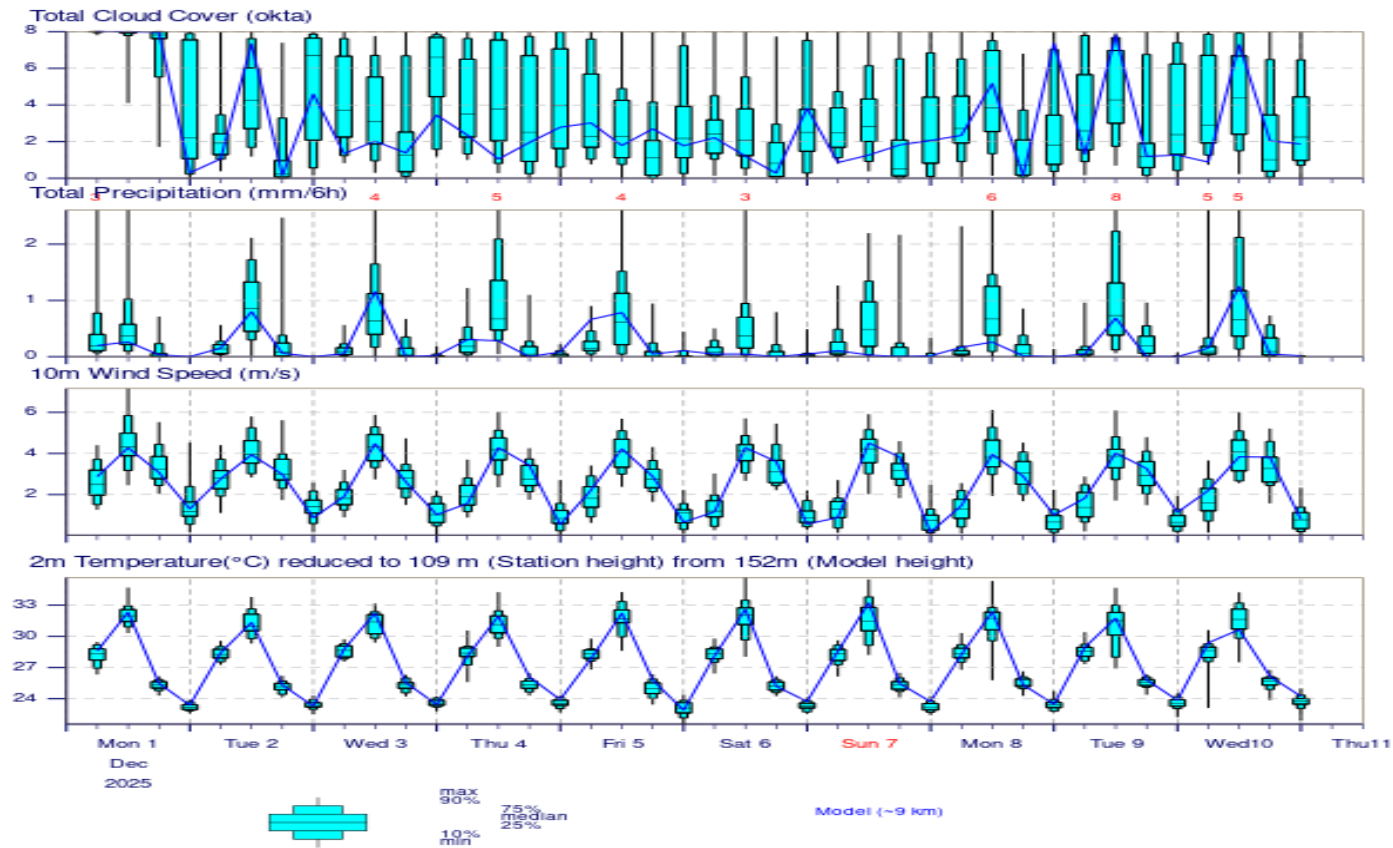 Total Cloud Cover (okta)
8
6
4
2
0
Total Precipitation (mm/6h)
3 4 5 4 3 6 8 5 5
2
1
0
10m Wind Speed (m/s)
6
4
2
2m Temperature(°C) reduced to 109 m (Station height) from 152m (Model height)
33
30
27
24
Mon 1 Tue 2 Wed 3 Thu 4 Fri 5 Sat 6 Sun 7 Mon 8 Tue 9 Wed10 Thu11
Dec
2025
max
90%
75%
median
25%
10%
min
Model (~9 km)